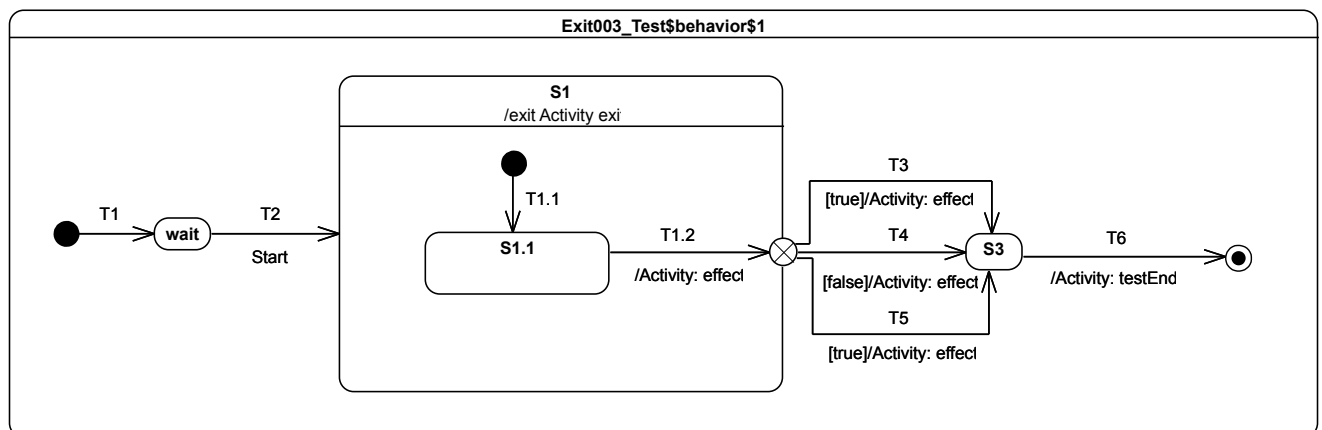 Exit003_Test$behavior$1
S1
/exit Activity exi
T1
wait
T2
Start
T1.1
S1.1
T1.2
/Activity: effect
T3
[true]/Activity: effect
T4
[false]/Activity: effect
T5
[true]/Activity: effect
S3
T6
/Activity: testEnd